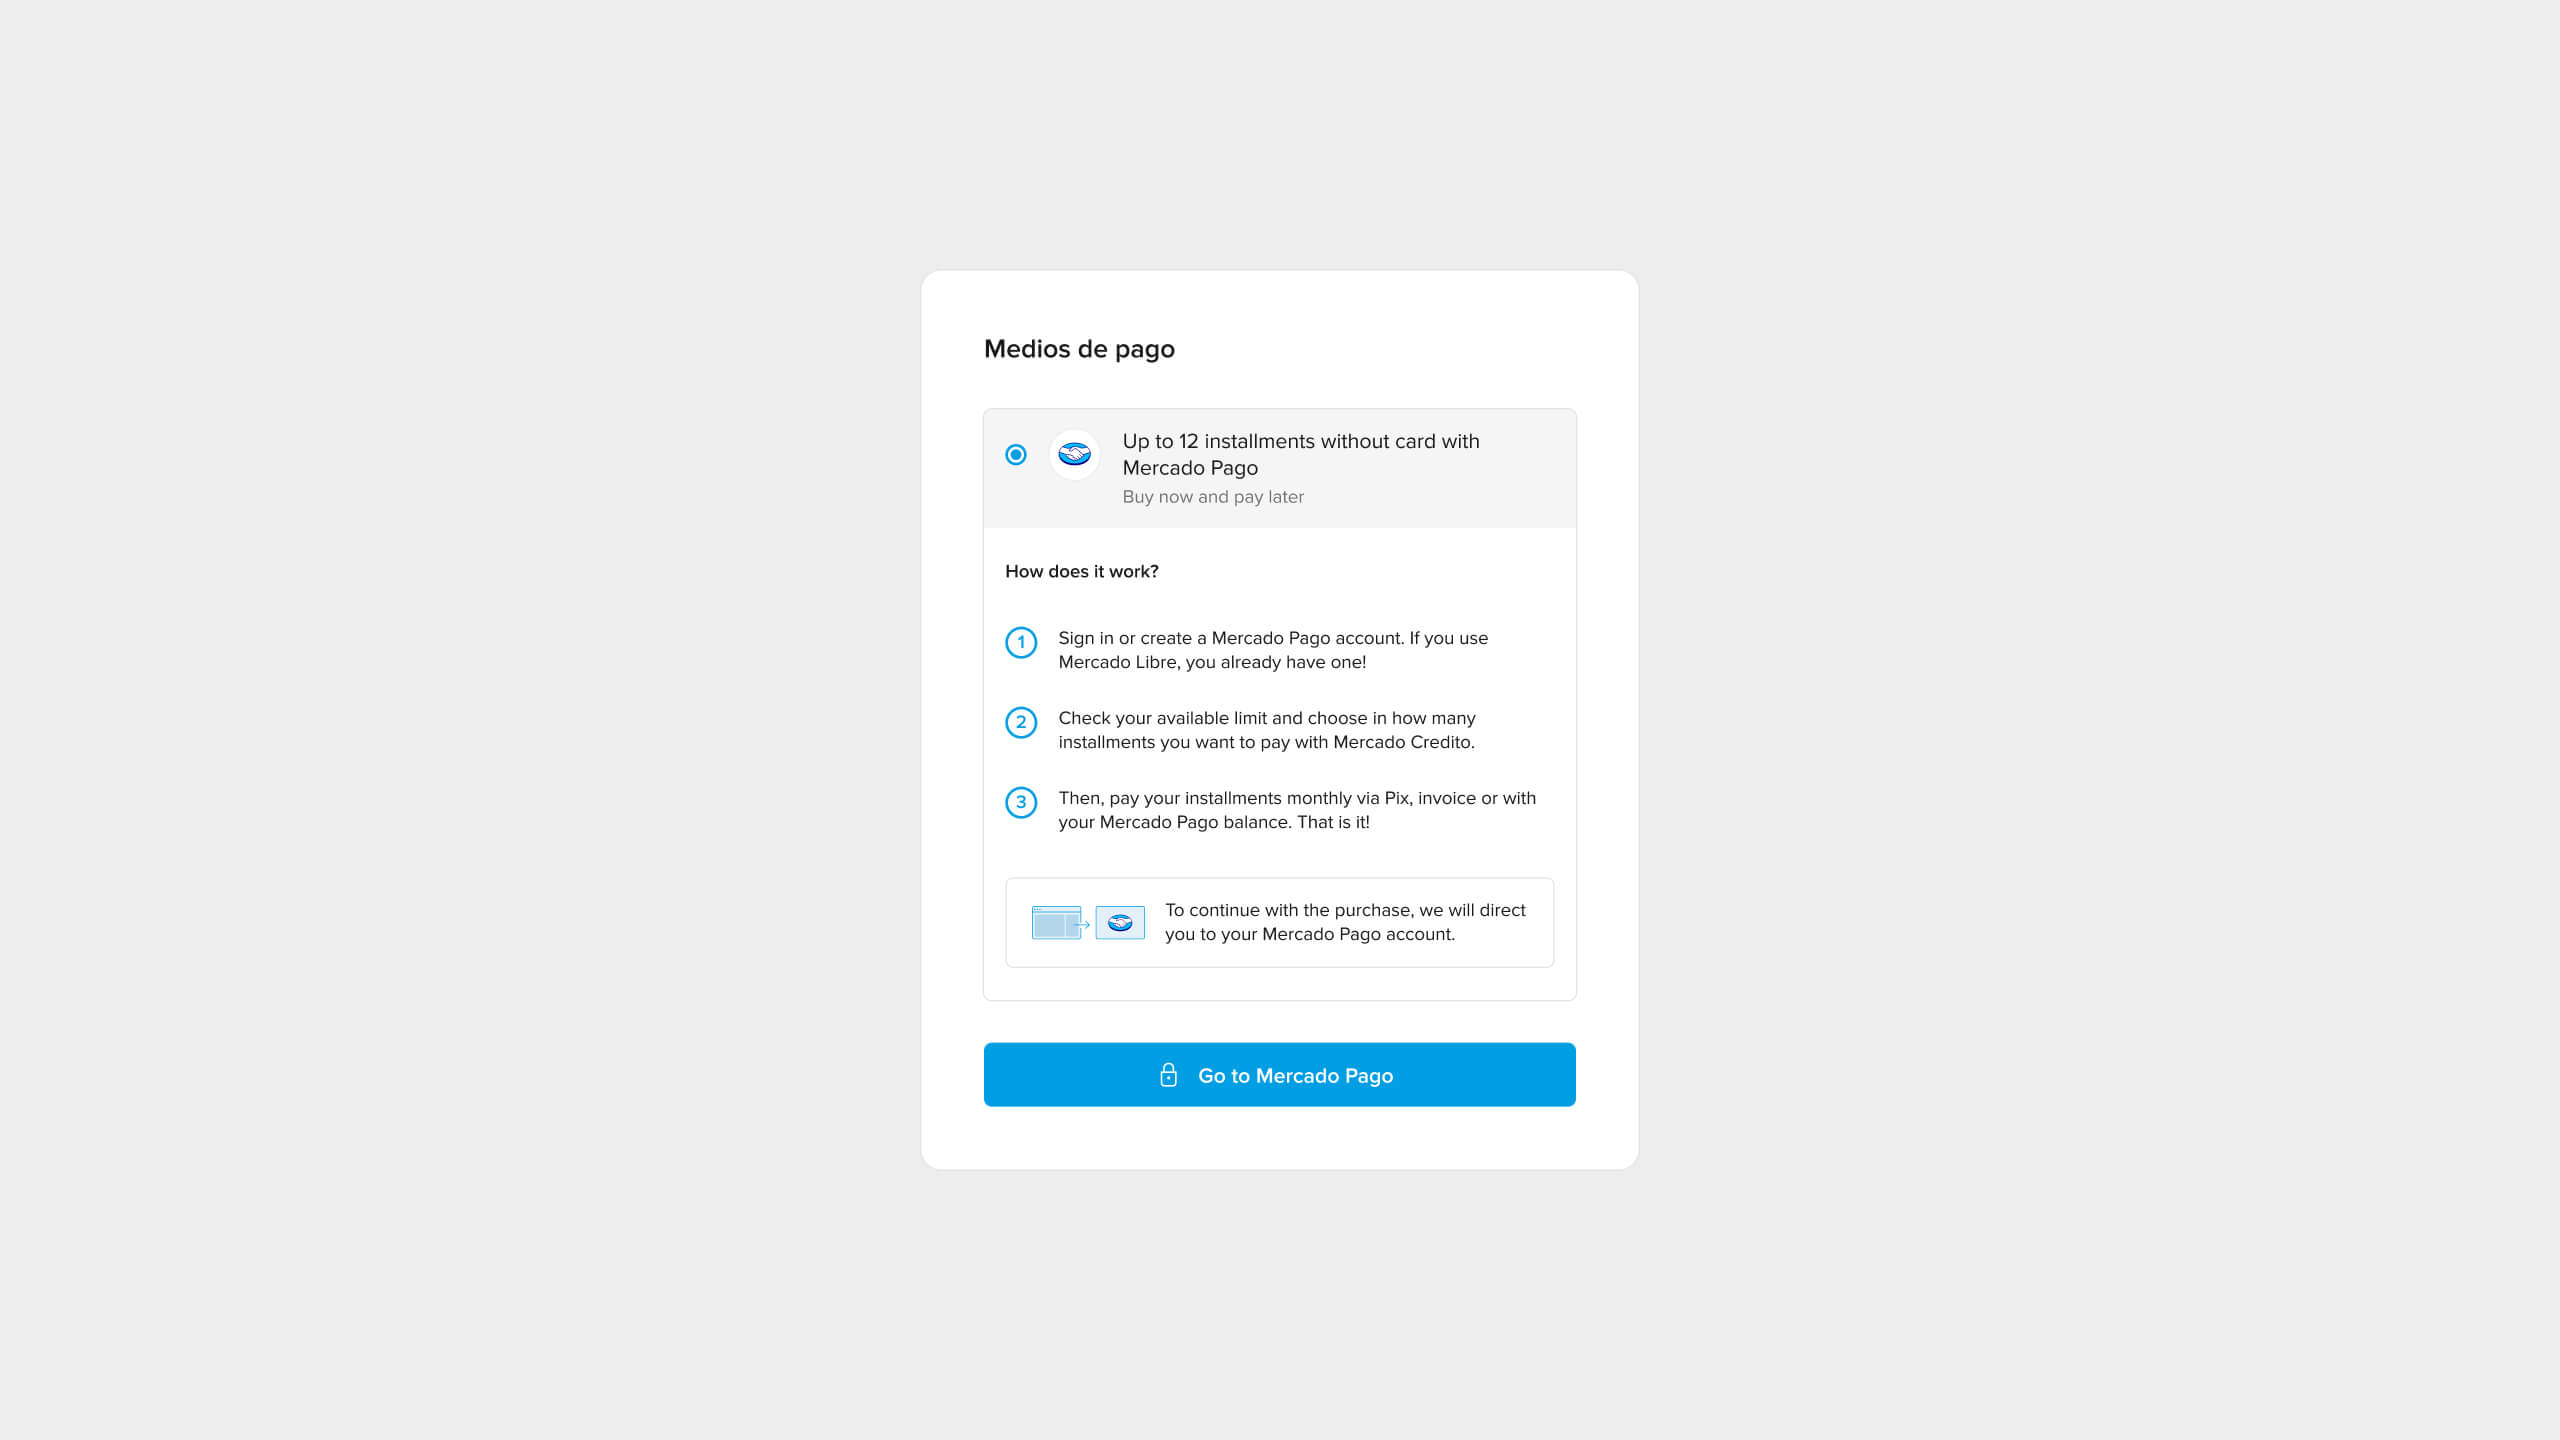 Medios de pago
Up to 12 installments without card with
Mercado Pago
Buy now and pay later
How does it work?
1 Sign in or create a Mercado Pago account. If you use
Mercado Libre, you already have one!
2 Check your available limit and choose in how many
installments you want to pay with Mercado Credito.
3 Then, pay your installments monthly via Pix, invoice or with
your Mercado Pago balance. That is it!
To continue with the purchase, we will direct
you to your Mercado Pago account.
Go to Mercado Pago